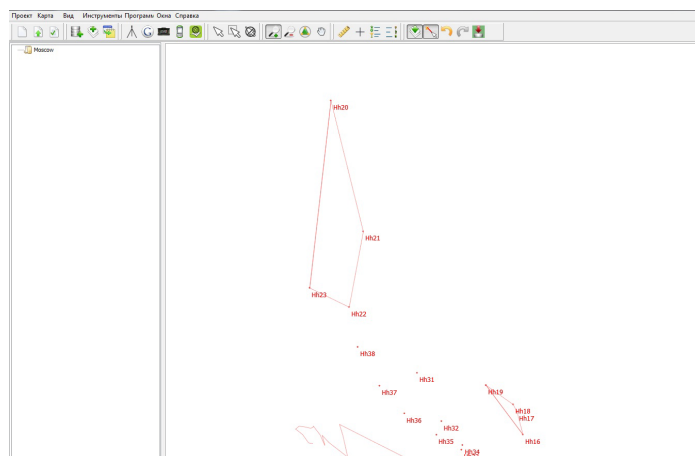 Проект Карта Вид Инструменты Програми Окна Справка
Moscow
Hh20
Hh21
Hh23
Hh22
Hh38
Hh31
Hh37
Hh19
Hh18
Hh36
Hh17
Hh32
Hh35
Hh16
Hh34